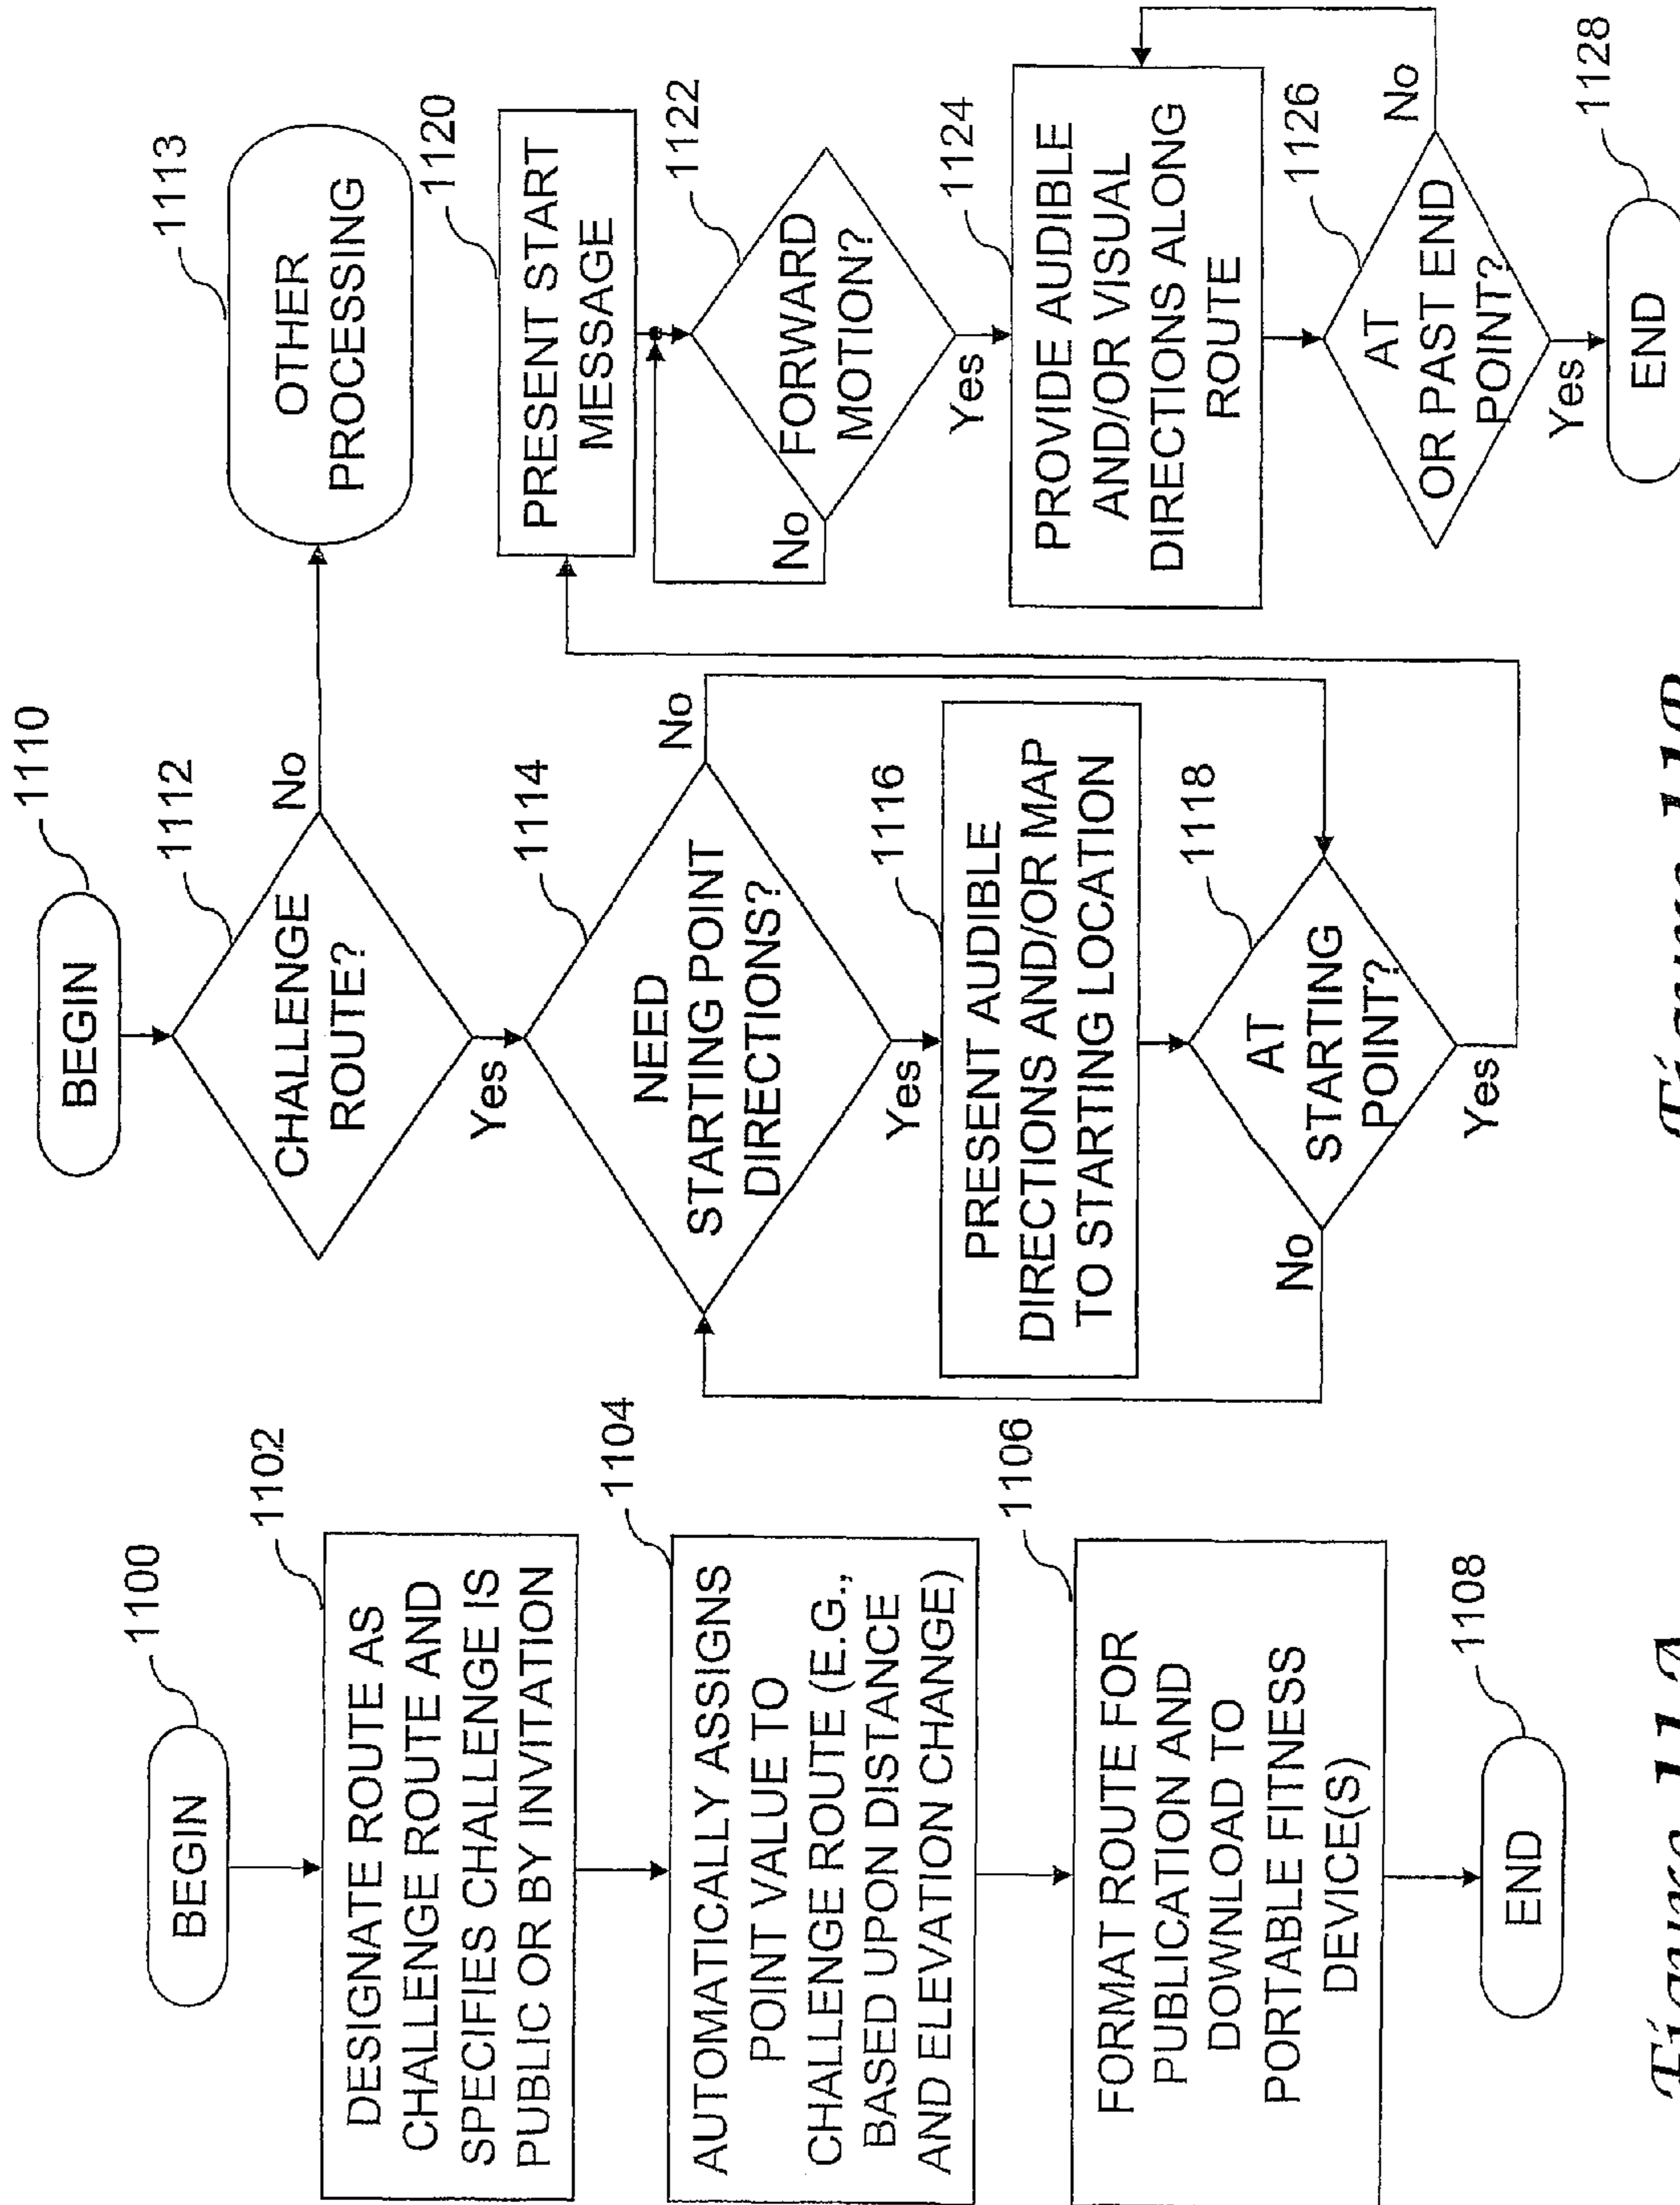 1100
BEGIN
1102
DESIGNATE ROUTE AS
CHALLENGE ROUTE AND
SPECIFIES CHALLENGE IS
PUBLIC OR BY INVITATION
1104
AUTOMATICALLY ASSIGNS
POINT VALUE TO
CHALLENGE ROUTE (E.G.,
BASED UPON DISTANCE
AND ELEVATION CHANGE)
1106
FORMAT ROUTE FOR
PUBLICATION AND
DOWNLOAD TO
PORTABLE FITNESS
DEVICE(S)
1108
END
Figure 11A
1110
BEGIN
1112
CHALLENGE
ROUTE?
No
Yes
1114
NEED
STARTING POINT
DIRECTIONS?
No
Yes
1116
PRESENT AUDIBLE
DIRECTIONS AND/OR MAP
TO STARTING LOCATION
1118
AT
STARTING
POINT?
No
Yes
1113
OTHER
PROCESSING
1120
PRESENT START
MESSAGE
1122
FORWARD
MOTION?
No
Yes
1124
PROVIDE AUDIBLE
AND/OR VISUAL
DIRECTIONS ALONG
ROUTE
1126
AT
OR PAST END
POINT?
No
Yes
1128
END
Figure 11B